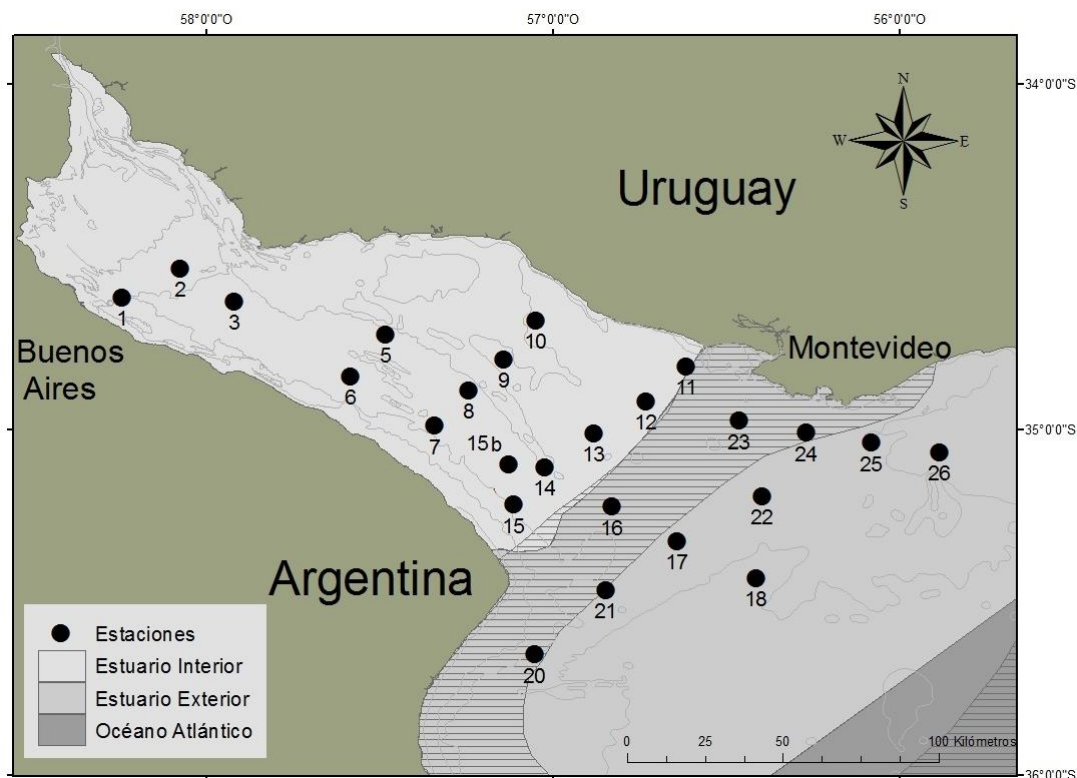 58°0'0"O
57°0'0"O
56°0'0"O
34°0'0"S
N
W
E
S
Uruguay
2
1
3
5
10
Buenos
Aires
Montevideo
9
6
8
11
12
7
15b
13
23
24
35°0'0"S
25
26
14
15
16
22
17
Argentina
18
21
20
Estaciones
Estuario Interior
Estuario Exterior
Océano Atlántico
0
25
50
100 Kilómetros
36°0'0"S